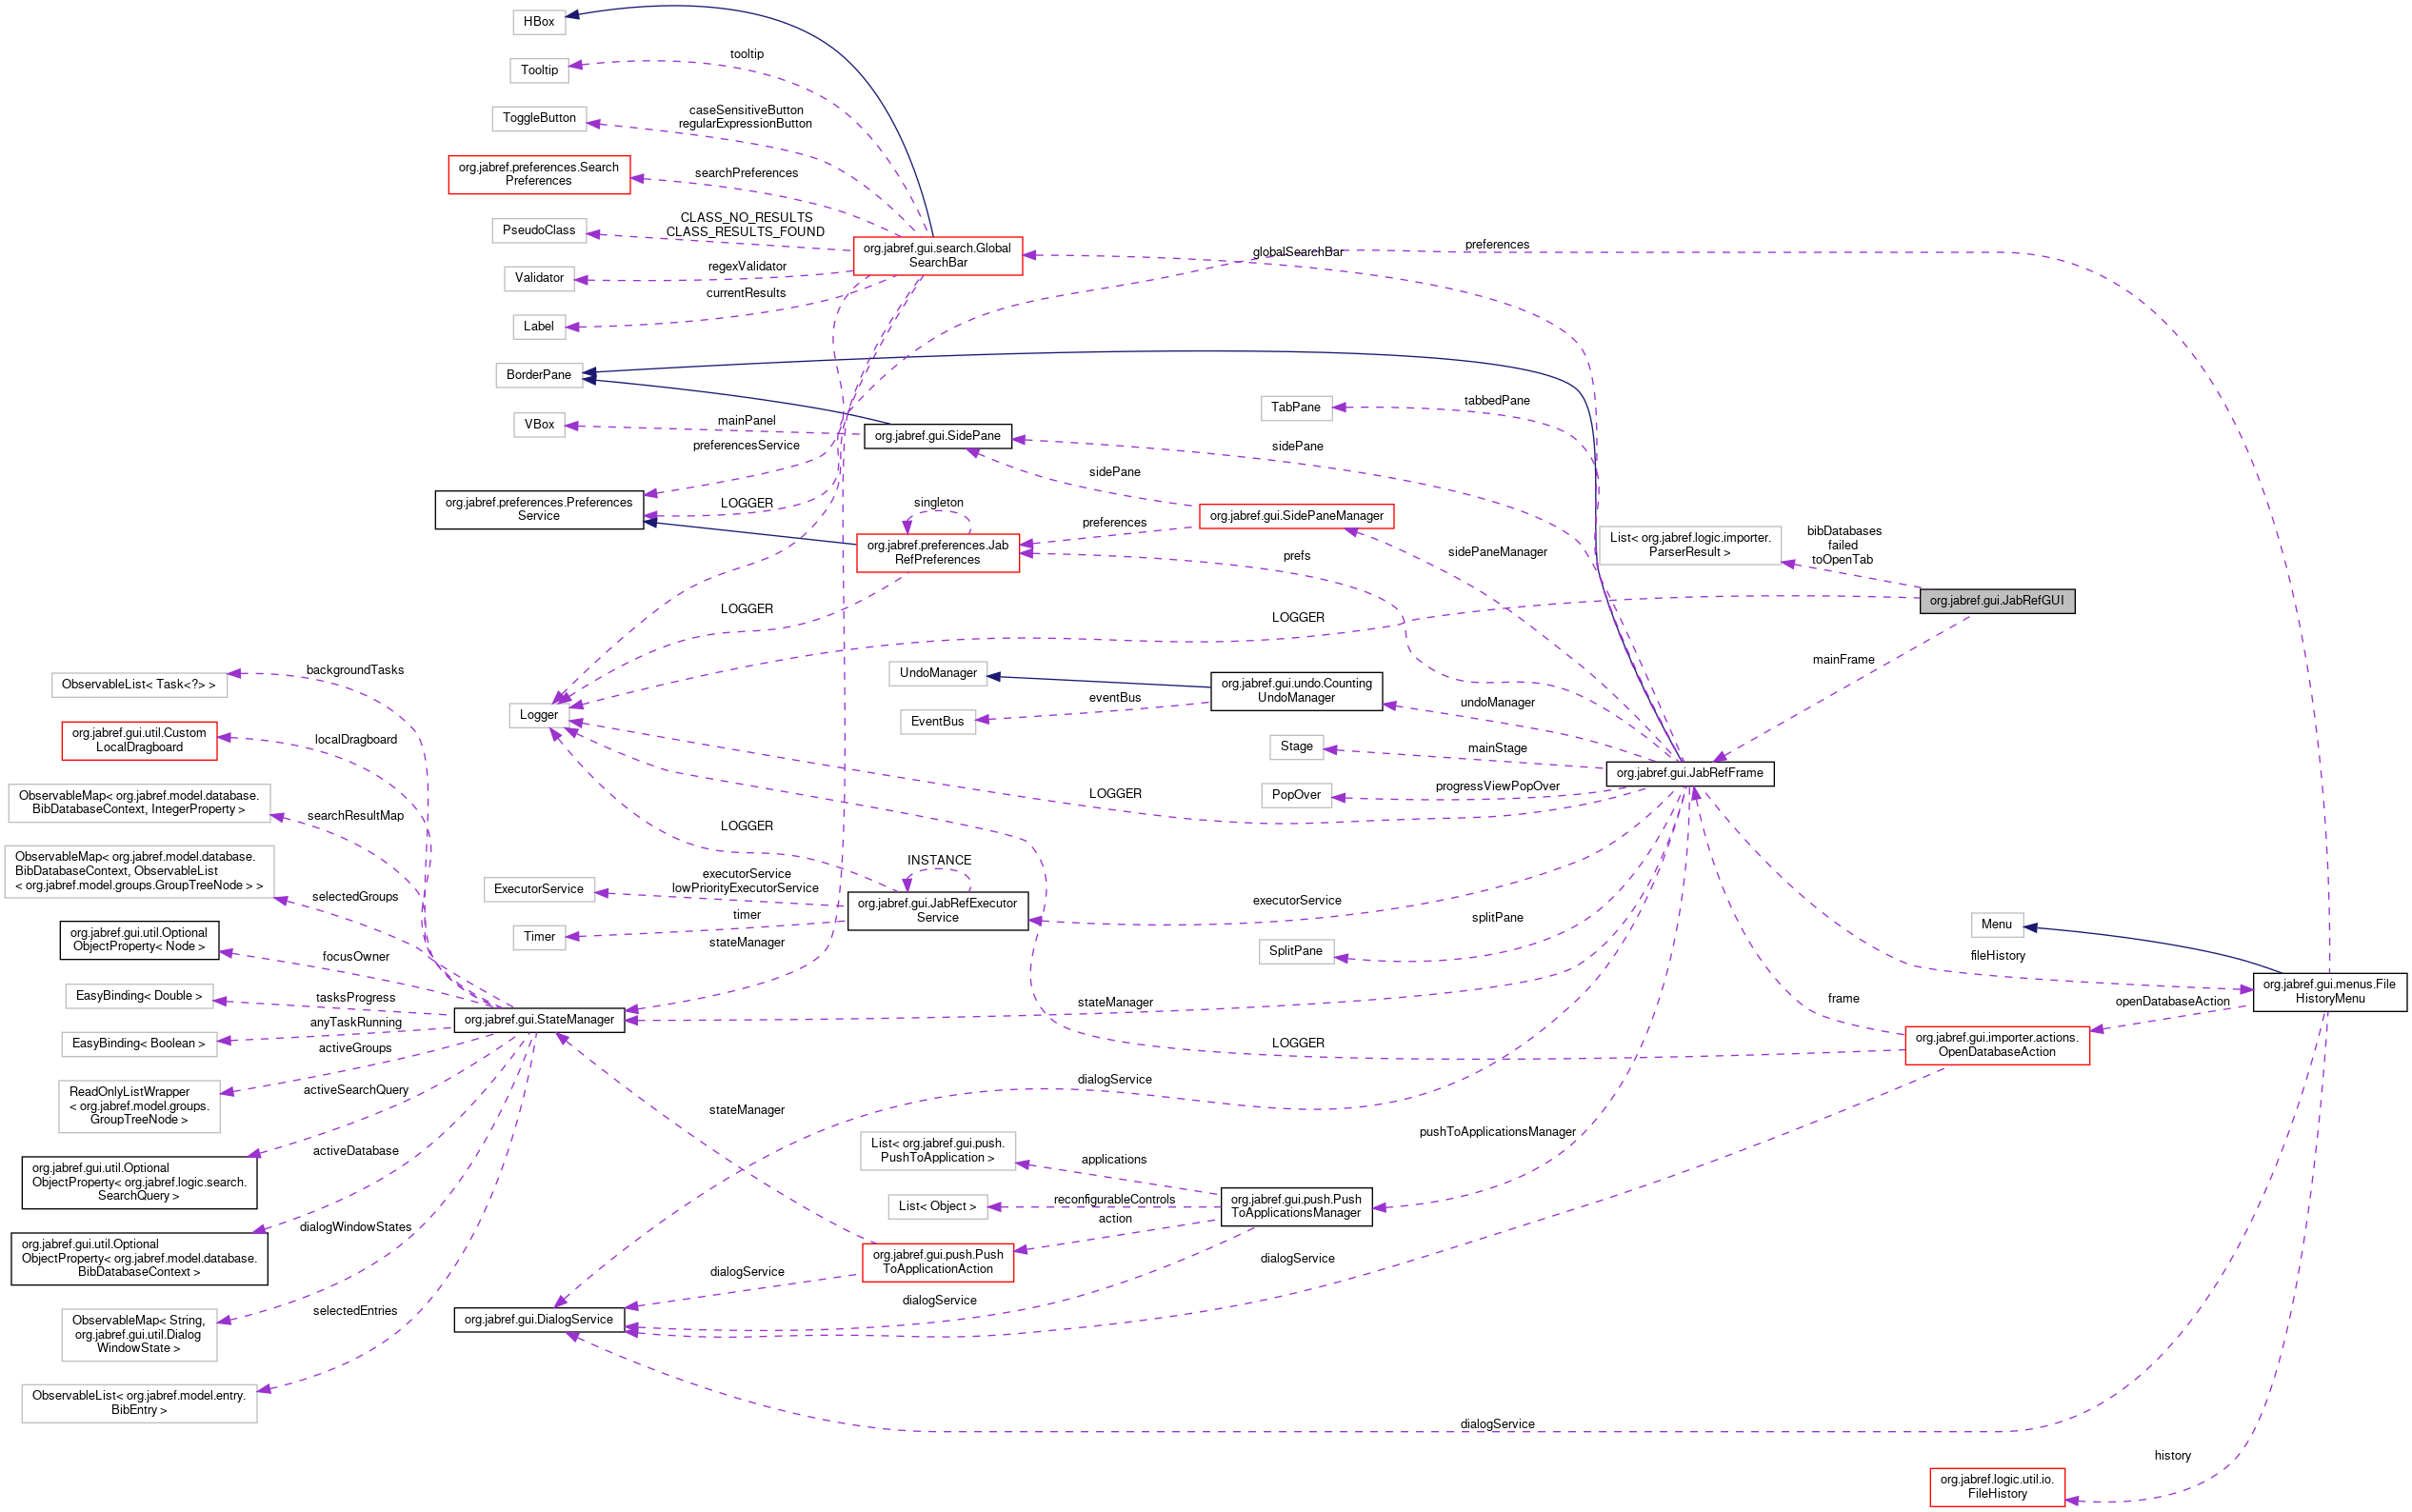 HBox
Tooltip
tooltip
ToggleButton
caseSensitiveButton
regularExpressionButton
org.jabref.preferences.Search
Preferences
searchPreferences
PseudoClass
CLASS_NO_RESULTS
CLASS_RESULTS_FOUND
org.jabref.gui.search.Global
SearchBar
globalSearchBar
preferences
Validator
regexValidator
Label
currentResults
BorderPane
VBox
mainPanel
org.jabref.gui.SidePane
TabPane
tabbedPane
sidePane
preferencesService
sidePane
org.jabref.preferences.Preferences
Service
LOGGER
singleton
org.jabref.preferences.Jab
RefPreferences
preferences
org.jabref.gui.SidePaneManager
prefs
sidePaneManager
List< org.jabref.logic.importer.
ParserResult >
bibDatabases
failed
toOpenTab
org.jabref.gui.JabRefGUI
LOGGER
LOGGER
mainFrame
ObservableList< Task<?> >
backgroundTasks
UndoManager
org.jabref.gui.undo.Counting
UndoManager
eventBus
EventBus
undoManager
Logger
org.jabref.gui.util.Custom
LocalDragboard
localDragboard
Stage
mainStage
org.jabref.gui.JabRefFrame
ObservableMap< org.jabref.model.database.
BibDatabaseContext, IntegerProperty >
searchResultMap
PopOver
progressViewPopOver
LOGGER
LOGGER
ObservableMap< org.jabref.model.database.
BibDatabaseContext, ObservableList
< org.jabref.model.groups.GroupTreeNode > >
selectedGroups
ExecutorService
executorService
lowPriorityExecutorService
INSTANCE
org.jabref.gui.JabRefExecutor
Service
executorService
Timer
timer
stateManager
SplitPane
splitPane
Menu
fileHistory
org.jabref.gui.menus.File
HistoryMenu
org.jabref.gui.util.Optional
ObjectProperty< Node >
focusOwner
EasyBinding< Double >
tasksProgress
org.jabref.gui.StateManager
stateManager
frame
openDatabaseAction
EasyBinding< Boolean >
anyTaskRunning
activeGroups
LOGGER
org.jabref.gui.importer.actions.
OpenDatabaseAction
ReadOnlyListWrapper
< org.jabref.model.groups.
GroupTreeNode >
activeSearchQuery
dialogService
stateManager
pushToApplicationsManager
List< org.jabref.gui.push.
PushToApplication >
applications
activeDatabase
org.jabref.gui.util.Optional
ObjectProperty< org.jabref.logic.search.
SearchQuery >
List< Object >
reconfigurableControls
org.jabref.gui.push.Push
ToApplicationsManager
action
dialogWindowStates
org.jabref.gui.util.Optional
ObjectProperty< org.jabref.model.database.
BibDatabaseContext >
org.jabref.gui.push.Push
ToApplicationAction
dialogService
dialogService
dialogService
selectedEntries
org.jabref.gui.DialogService
ObservableMap< String,
org.jabref.gui.util.Dialog
WindowState >
ObservableList< org.jabref.model.entry.
BibEntry >
dialogService
history
org.jabref.logic.util.io.
FileHistory